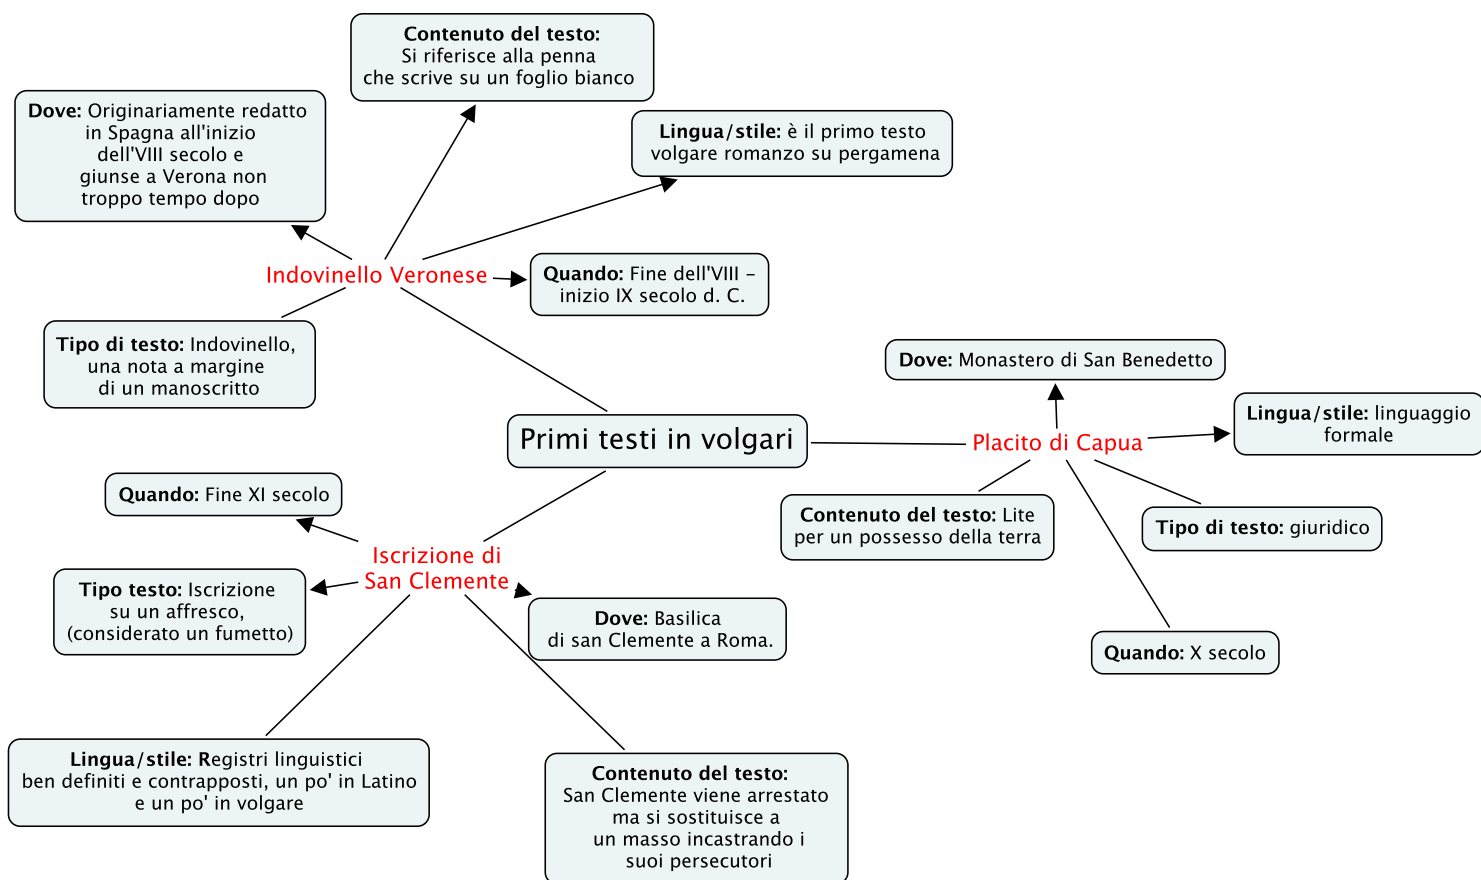 Contenuto del testo:
Si riferisce alla penna
che scrive su un foglio bianco
Dove: Originariamente redatto
in Spagna all'inizio
dell'VIII secolo e
giunse a Verona non
troppo tempo dopo
Lingua/stile: è il primo testo
volgare romanzo su pergamena
Indovinello Veronese
Quando: Fine dell'VIII –
inizio IX secolo d. C.
Tipo di testo: Indovinello,
una nota a margine
di un manoscritto
Dove: Monastero di San Benedetto
Lingua/stile: linguaggio
formale
Primi testi in volgari
Placito di Capua
Quando: Fine XI secolo
Contenuto del testo: Lite
per un possesso della terra
Tipo di testo: giuridico
Iscrizione di
San Clemente
Tipo testo: Iscrizione
su un affresco,
(considerato un fumetto)
Dove: Basilica
di san Clemente a Roma.
Quando: X secolo
Lingua/stile: Registri linguistici
ben definiti e contrapposti, un po' in Latino
e un po' in volgare
Contenuto del testo:
San Clemente viene arrestato
ma si sostituisce a
un masso incastrando i
suoi persecutori